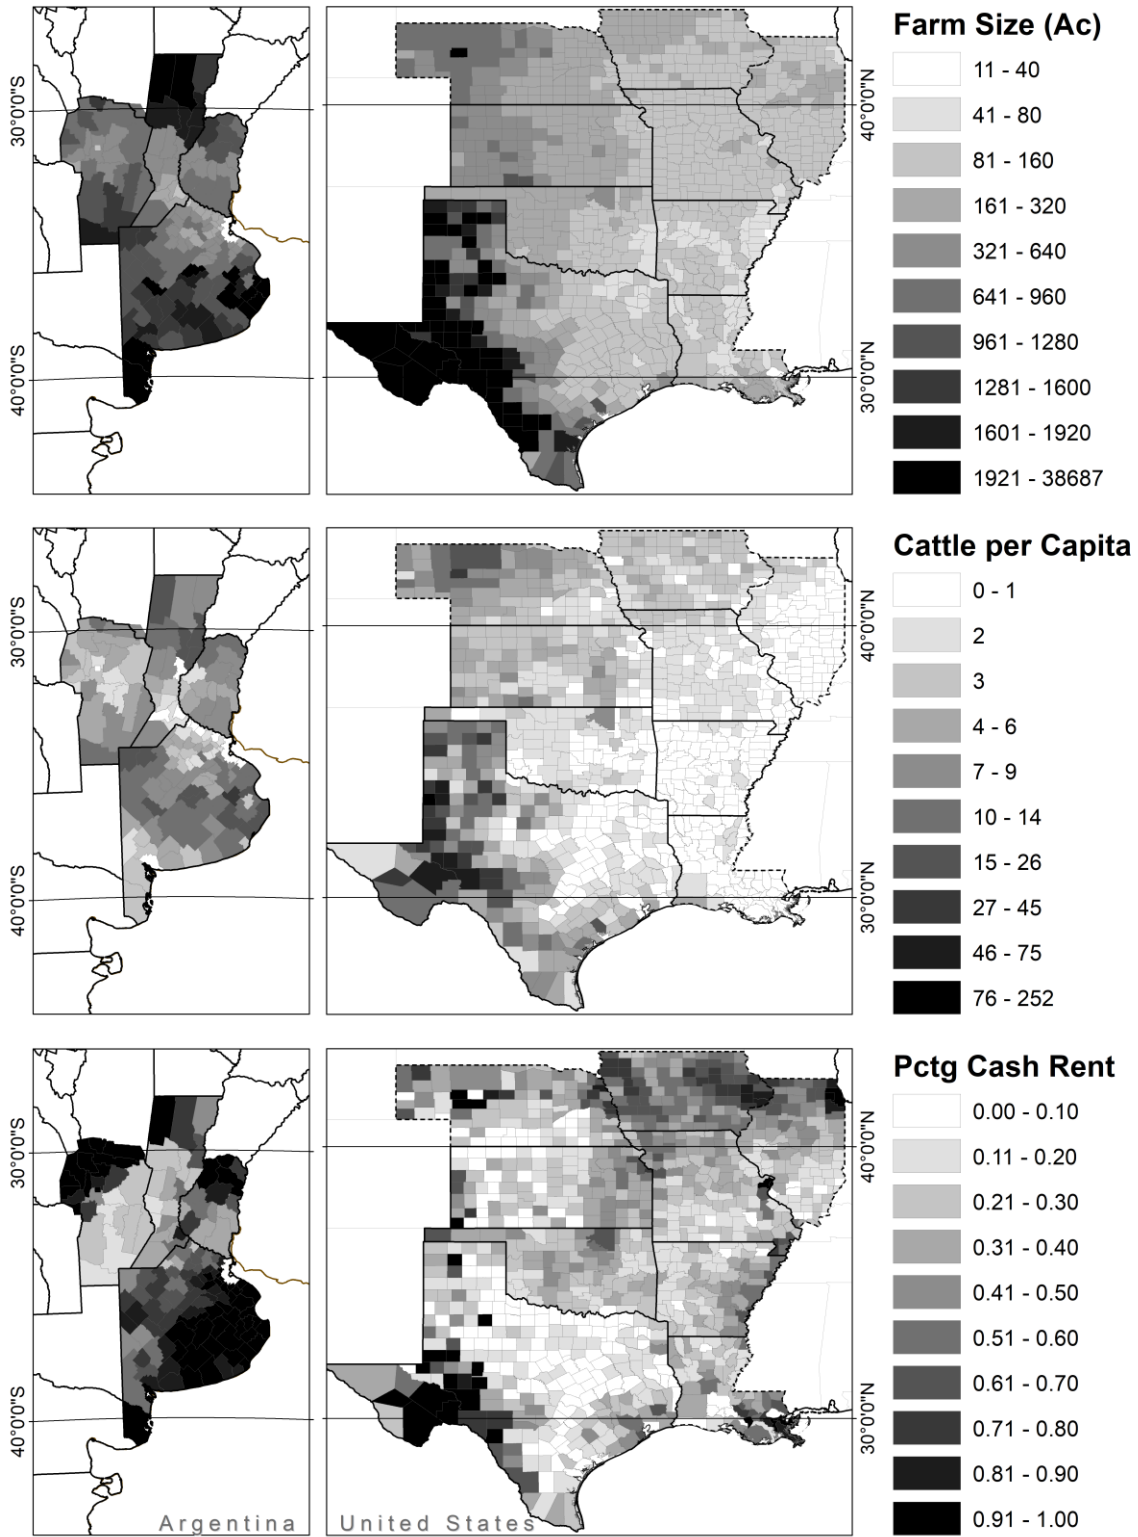 Farm Size (Ac)
11 - 40
41 - 80
81 - 160
161 - 320
321 - 640
641 - 960
961 - 1280
1281 - 1600
1601 - 1920
1921 - 38687
30°0'0"S
40°0'0"S
40°0'0"N
30°0'0"N
Cattle per Capita
0 - 1
2
3
4 - 6
7 - 9
10 - 14
15 - 26
27 - 45
46 - 75
76 - 252
30°0'0"S
40°0'0"S
40°0'0"N
30°0'0"N
Pctg Cash Rent
0.00 - 0.10
0.11 - 0.20
0.21 - 0.30
0.31 - 0.40
0.41 - 0.50
0.51 - 0.60
0.61 - 0.70
0.71 - 0.80
0.81 - 0.90
0.91 - 1.00
30°0'0"S
40°0'0"S
40°0'0"N
30°0'0"N
Argentina
United States